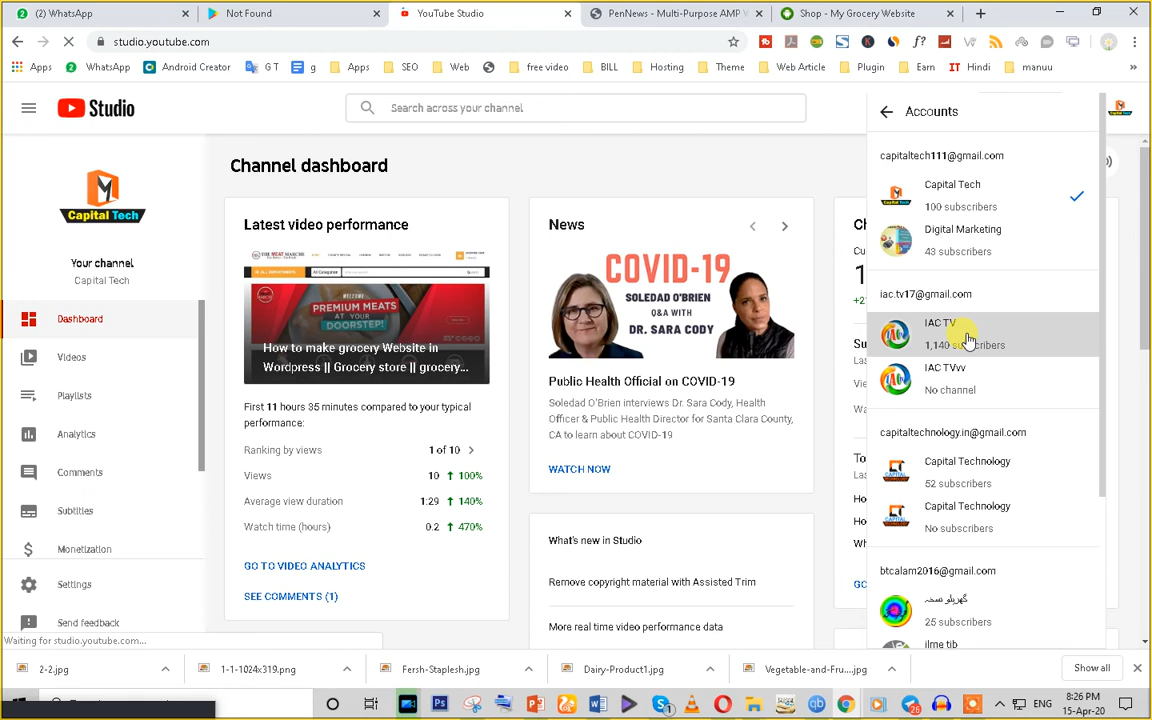 (2) WhatsApp
Not Found
YouTube Studio
PenNews - Multi-Purpose AMP
Shop - My Grocery Website
studio.youtube.com
Apps
WhatsApp
Android Creator
G T
g
Apps
SEO
Web
free video
BILL
Hosting
Theme
Web Article
Plugin
Earn
IT Hindi
manuu
Studio
Search across your channel
Accounts
Capital Tech
Your channel
Capital Tech
Dashboard
Videos
Playlists
Analytics
Comments
Subtitles
Monetization
Settings
Send feedback
Waiting for studio.youtube.com...
Channel dashboard
Latest video performance
PREMIUM MEATS
AT YOUR
DOORSTEP!
How to make grocery Website in
Wordpress || Grocery store || grocery...
First 11 hours 35 minutes compared to your typical
performance:
Ranking by views 1 of 10
Views 10 100%
Average view duration 1:29 140%
Watch time (hours) 0.2 470%
GO TO VIDEO ANALYTICS
SEE COMMENTS (1)
News
COVID-19
SOLEDAD O'BRIEN
Q&A WITH
DR. SARA CODY
Public Health Official on COVID-19
Soledad O'Brien interviews Dr. Sara Cody, Health
Officer & Public Health Director for Santa Clara County,
CA to learn about COVID-19
WATCH NOW
What's new in Studio
Remove copyright material with Assisted Trim
More real time video performance data
capitaltech111@gmail.com
Capital Tech
100 subscribers
Digital Marketing
43 subscribers
iac.tv17@gmail.com
IAC TV
1,140 subscribers
IAC TVvv
No channel
capitaltechnology.in@gmail.com
Capital Technology
52 subscribers
Capital Technology
No subscribers
btcalam2016@gmail.com
گھریلو نسخہ
25 subscribers
ilme tib
2-2.jpg
1-1-1024x319.png
Fersh-Staplesh.jpg
Dairy-Product1.jpg
Vegetable-and-Fru....jpg
Show all
26
ENG
8:26 PM
15-Apr-20